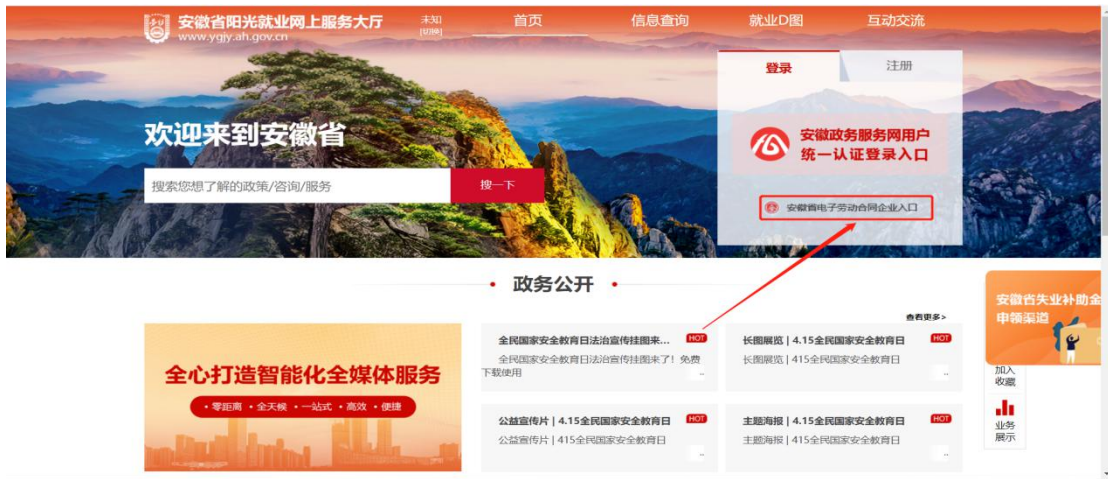 安徽省阳光就业网上服务大厅
www.ygjy.ah.gov.cn
未知
[切换]
首页
信息查询
就业D图
互动交流
登录
注册
欢迎来到安徽省
安徽政务服务网用户
统一认证登录入口
搜索您想了解的政策/咨询/服务
搜一下
安徽省电子劳动合同企业入口
政务公开
安徽省失业补助金
申领渠道
查看更多>
全民国家安全教育日法治宣传挂图来...
HOT
全民国家安全教育日法治宣传挂图来了！免费
下载使用
..
长图展览 | 4.15全民国家安全教育日
HOT
长图展览 | 415全民国家安全教育日
..
全心打造智能化全媒体服务
·零距离 ·全天候 ·一站式 ·高效 ·便捷
加入
收藏
公益宣传片 | 4.15全民国家安全教育日
HOT
公益宣传片 | 415全民国家安全教育日
..
主题海报 | 4.15全民国家安全教育日
HOT
主题海报 | 415全民国家安全教育日
..
业务
展示